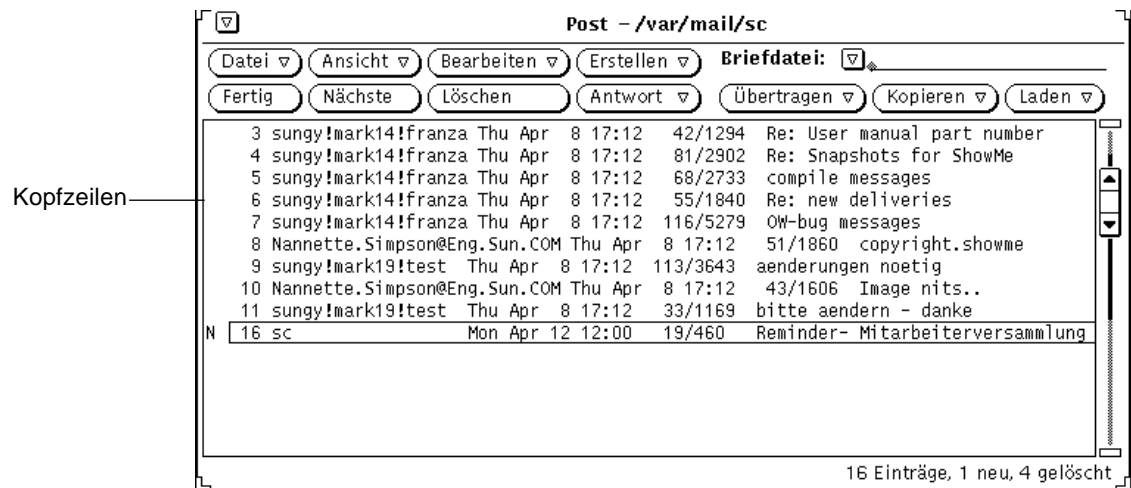 Post – /var/mail/sc
Datei Ansicht Bearbeiten Erstellen Briefdatei:
Fertig Nächste Löschen Antwort Übertragen Kopieren Laden
3 sungy!mark14!franza Thu Apr 8 17:12 42/1294 Re: User manual part number
4 sungy!mark14!franza Thu Apr 8 17:12 81/2902 Re: Snapshots for ShowMe
5 sungy!mark14!franza Thu Apr 8 17:12 68/2733 compile messages
Kopfzeilen
6 sungy!mark14!franza Thu Apr 8 17:12 55/1840 Re: new deliveries
7 sungy!mark14!franza Thu Apr 8 17:12 116/5279 OW-bug messages
8 Nannette.Simpson@Eng.Sun.COM Thu Apr 8 17:12 51/1860 copyright.showme
9 sungy!mark19!test Thu Apr 8 17:12 113/3643 aenderungen noetig
10 Nannette.Simpson@Eng.Sun.COM Thu Apr 8 17:12 43/1606 Image nits..
11 sungy!mark19!test Thu Apr 8 17:12 33/1169 bitte aendern – danke
N 16 sc Mon Apr 12 12:00 19/460 Reminder- Mitarbeiterversammlung
16 Einträge, 1 neu, 4 gelöscht